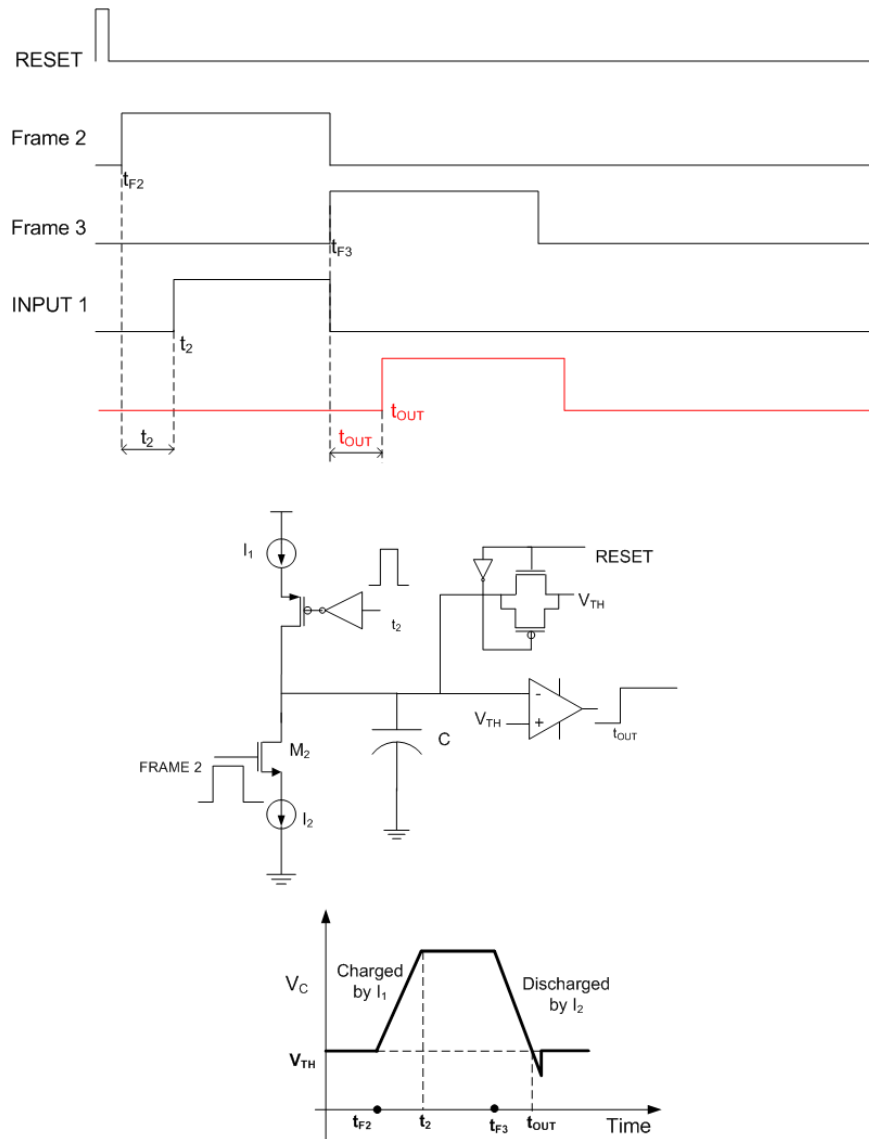 RESET
Frame 2
tF2
Frame 3
tF3
INPUT 1
t2
tOUT
t2
tOUT
I1
RESET
VTH
t2
VTH
-
+
tOUT
M2
C
FRAME 2
I2
Charged
by I1
VC
Discharged
by I2
VTH
tF2
t2
tF3
tOUT
Time